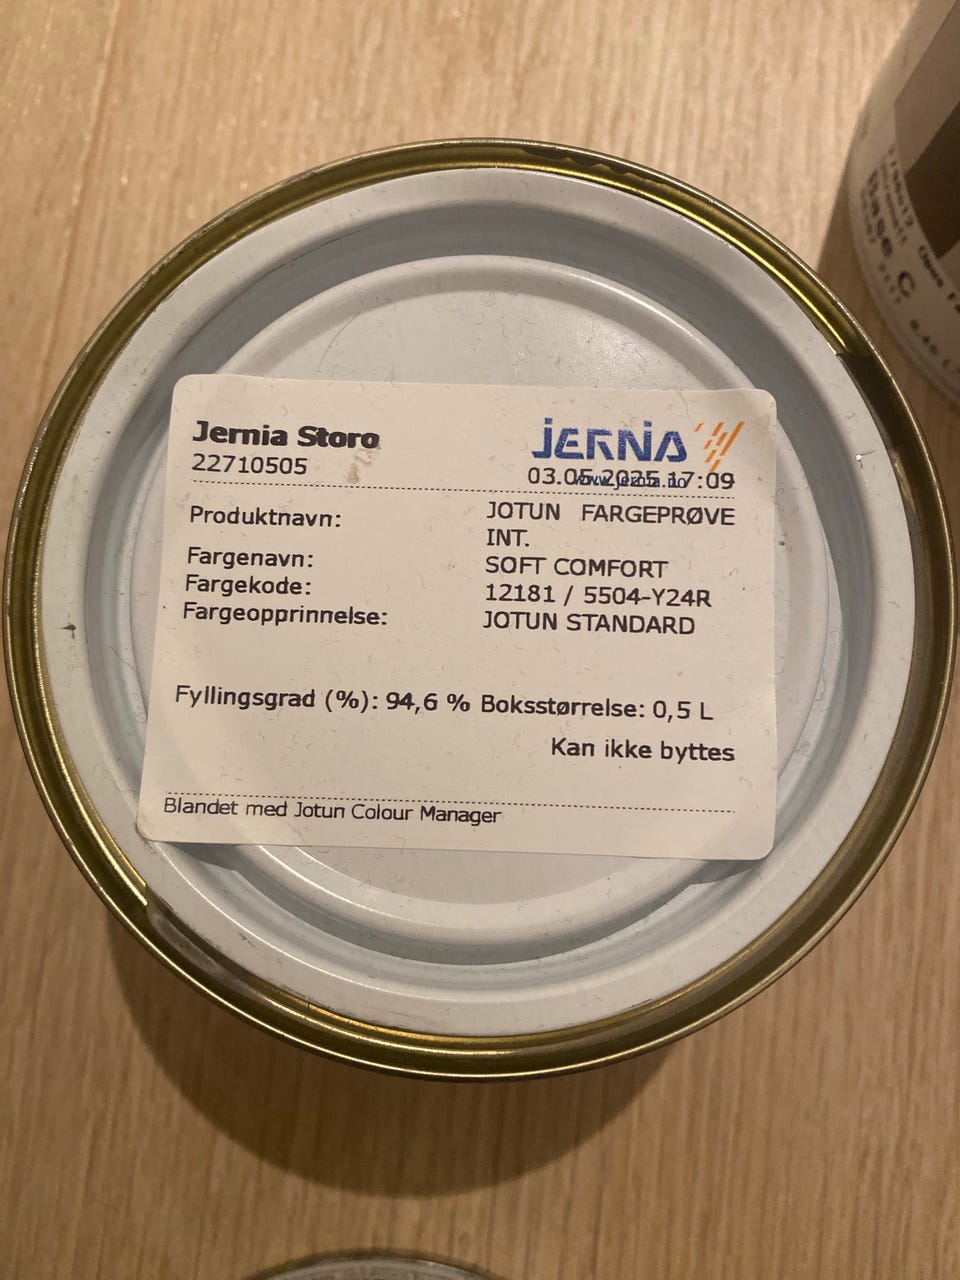 Jernia Storo
JERNIA
22710505
03.05.2025 17:09
www.jernia.no
Produktnavn: JOTUN FARGEPRØVE
INT.
Fargenavn: SOFT COMFORT
Fargekode: 12181 / 5504-Y24R
Fargeopprinnelse: JOTUN STANDARD
Fyllingsgrad (%): 94,6 % Boksstørrelse: 0,5 L
Kan ikke byttes
Blandet med Jotun Colour Manager
Base C